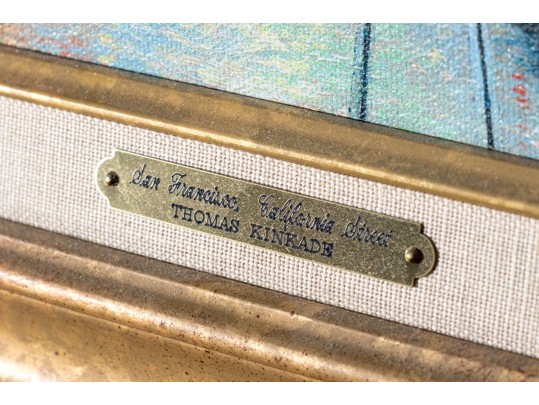 San Francisco, California Street
THOMAS KINKADE